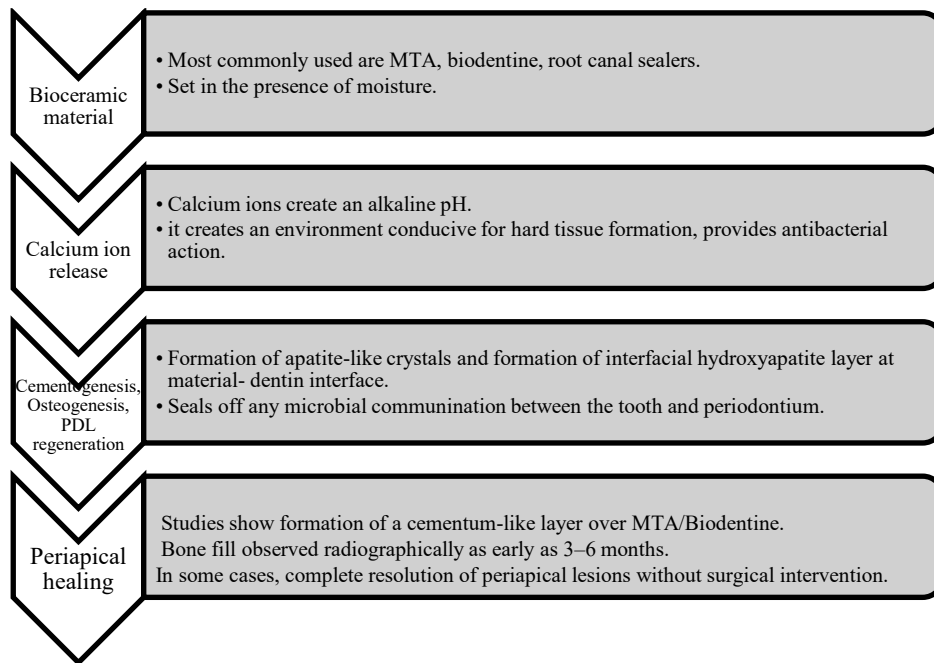 Bioceramic
material
• Most commonly used are MTA, biodentine, root canal sealers.
• Set in the presence of moisture.
Calcium ion
release
• Calcium ions create an alkaline pH.
• it creates an environment conducive for hard tissue formation, provides antibacterial
action.
Cementogenesis,
Osteogenesis,
PDL
regeneration
• Formation of apatite-like crystals and formation of interfacial hydroxyapatite layer at
material- dentin interface.
• Seals off any microbial communination between the tooth and periodontium.
Periapical
healing
Studies show formation of a cementum-like layer over MTA/Biodentine.
Bone fill observed radiographically as early as 3–6 months.
In some cases, complete resolution of periapical lesions without surgical intervention.